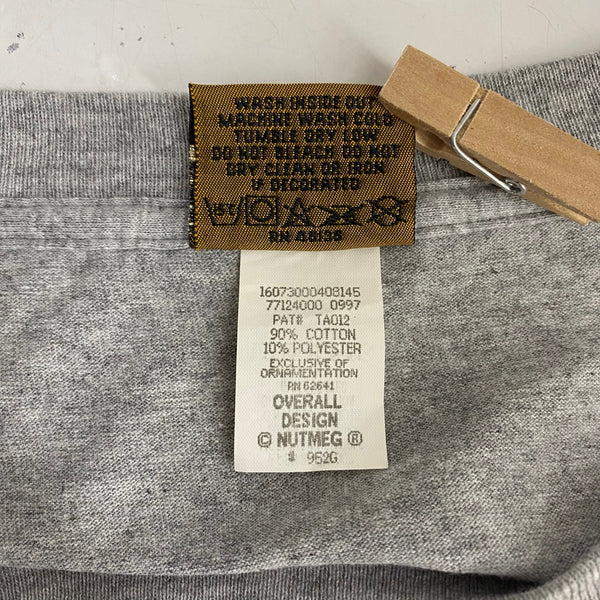 WASH INSIDE OUT
MACHINE WASH COLD
TUMBLE DRY LOW
DO NOT BLEACH. DO NOT
DRY CLEAN OR IRON
IF DECORATED
RN 46136
16073000408145
77124000 0997
PAT# TA012
90% COTTON
10% POLYESTER
EXCLUSIVE OF
ORNAMENTATION
RN 62641
OVERALL
DESIGN
© NUTMEG ®
# 962G